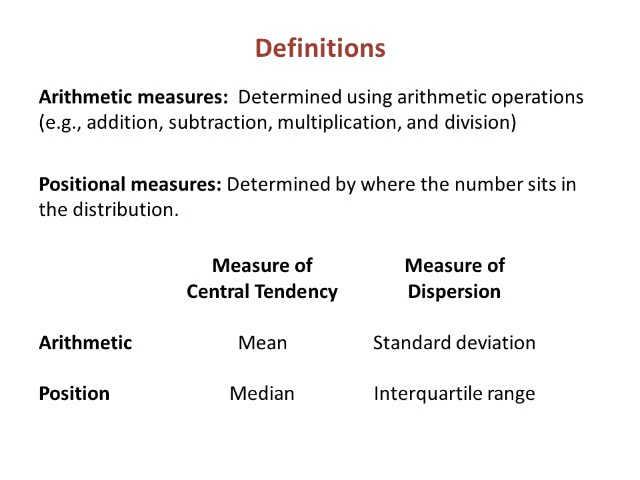 Definitions
Arithmetic measures: Determined using arithmetic operations
(e.g., addition, subtraction, multiplication, and division)
Positional measures: Determined by where the number sits in
the distribution.
Measure of Central Tendency Measure of Dispersion
Arithmetic Mean Standard deviation
Position Median Interquartile range